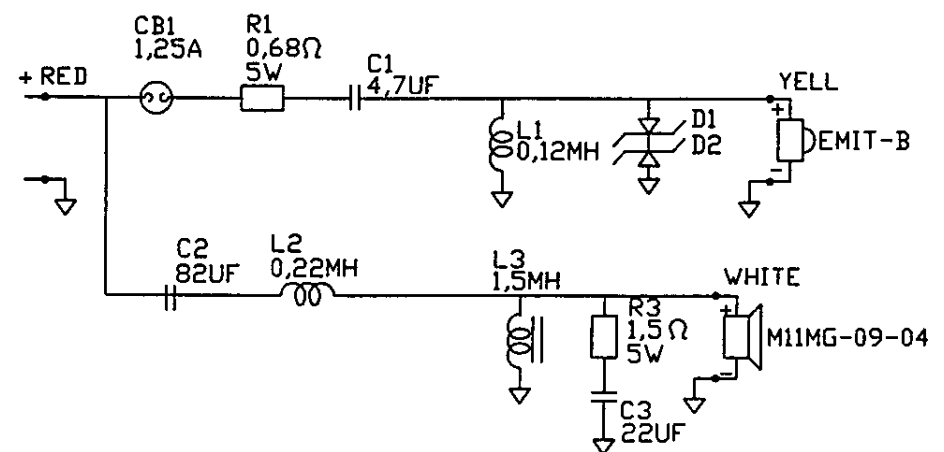 CB1
1,25A
R1
0,68Ω
5W
C1
4,7UF
+ RED
YELL
+
L1
0,12MH
D1
D2
EMIT-B
-
C2
82UF
L2
0,22MH
L3
1,5MH
WHITE
+
R3
1,5Ω
5W
M11MG-09-04
-
C3
22UF